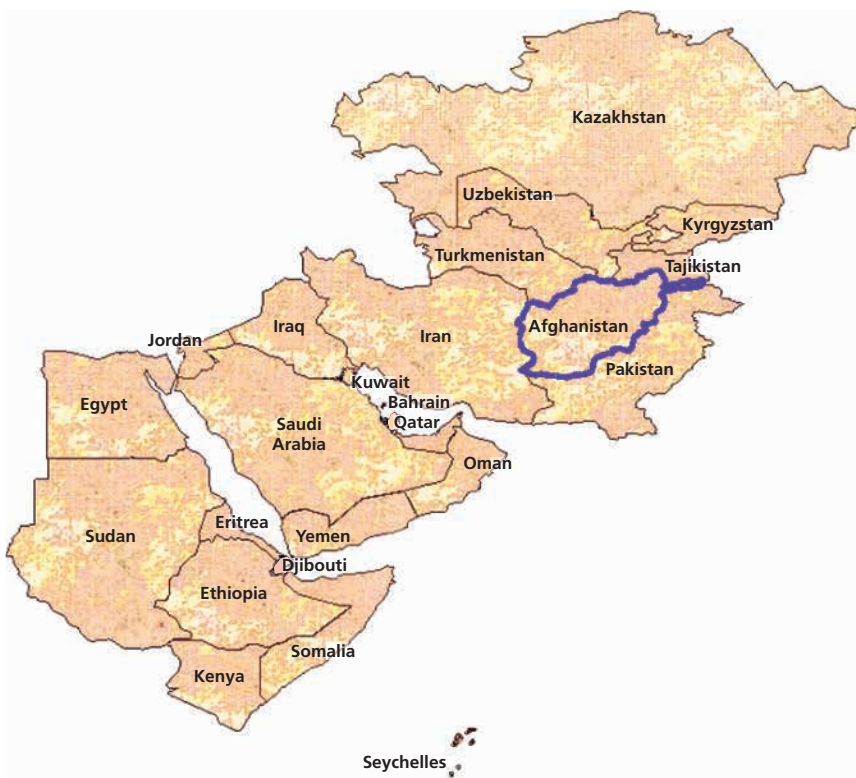 Kazakhstan
Uzbekistan
Kyrgyzstan
Turkmenistan
Tajikistan
Afghanistan
Iraq
Iran
Jordan
Pakistan
Kuwait
Bahrain
Egypt
Qatar
Saudi
Arabia
Oman
Eritrea
Sudan
Yemen
Djibouti
Ethiopia
Somalia
Kenya
Seychelles